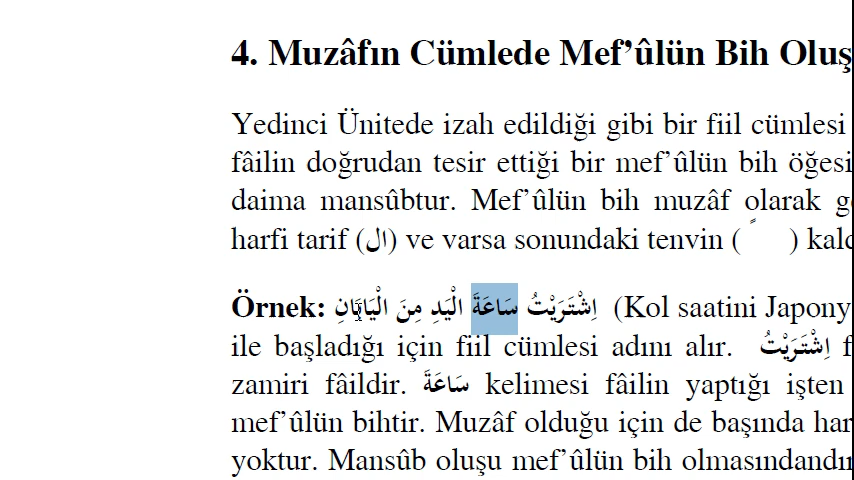 4. Muzâfın Cümlede Mef’ûlün Bih Oluş
Yedinci Ünitede izah edildiği gibi bir fiil cümlesi
fâilin doğrudan tesir ettiği bir mef’ûlün bih öğesi
daima mansûbtur. Mef’ûlün bih muzâf olarak g
harfi tarif (ال) ve varsa sonundaki tenvin ( ً ) kald
Örnek: اِشْتَرَيْتُ سَاعَةَ الْيَدِ مِنَ الْيَابَانِ (Kol saatini Japony
ile başladığı için fiil cümlesi adını alır. اِشْتَرَيْتُ f
zamiri fâildir. سَاعَةَ kelimesi fâilin yaptığı işten
mef’ûlün bihtir. Muzâf olduğu için de başında har
yoktur. Mansûb oluşu mef’ûlün bih olmasındandır